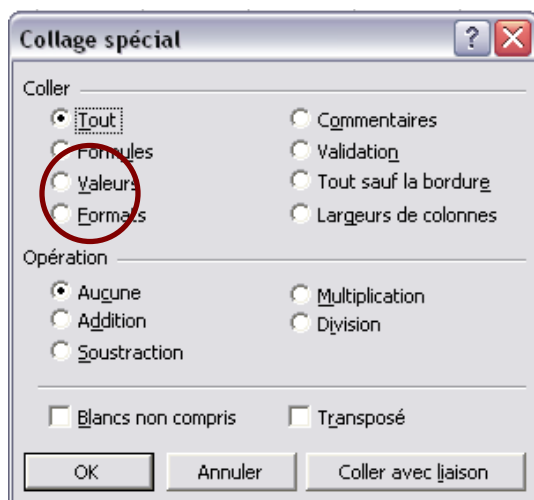 Collage spécial
Coller
Tout
Commentaires
Formules
Validation
Valeurs
Tout sauf la bordure
Formats
Largeurs de colonnes
Opération
Aucune
Multiplication
Addition
Division
Soustraction
Blancs non compris
Transposé
OK
Annuler
Coller avec liaison